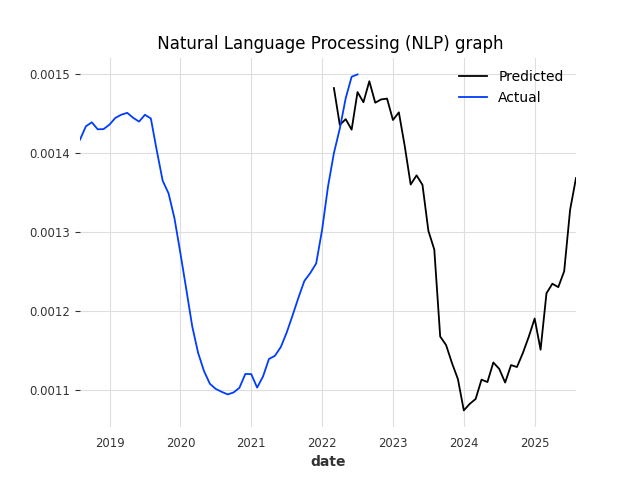 Natural Language Processing (NLP) graph
Predicted
Actual
0.0015
0.0014
0.0013
0.0012
0.0011
2019 2020 2021 2022 2023 2024 2025
date